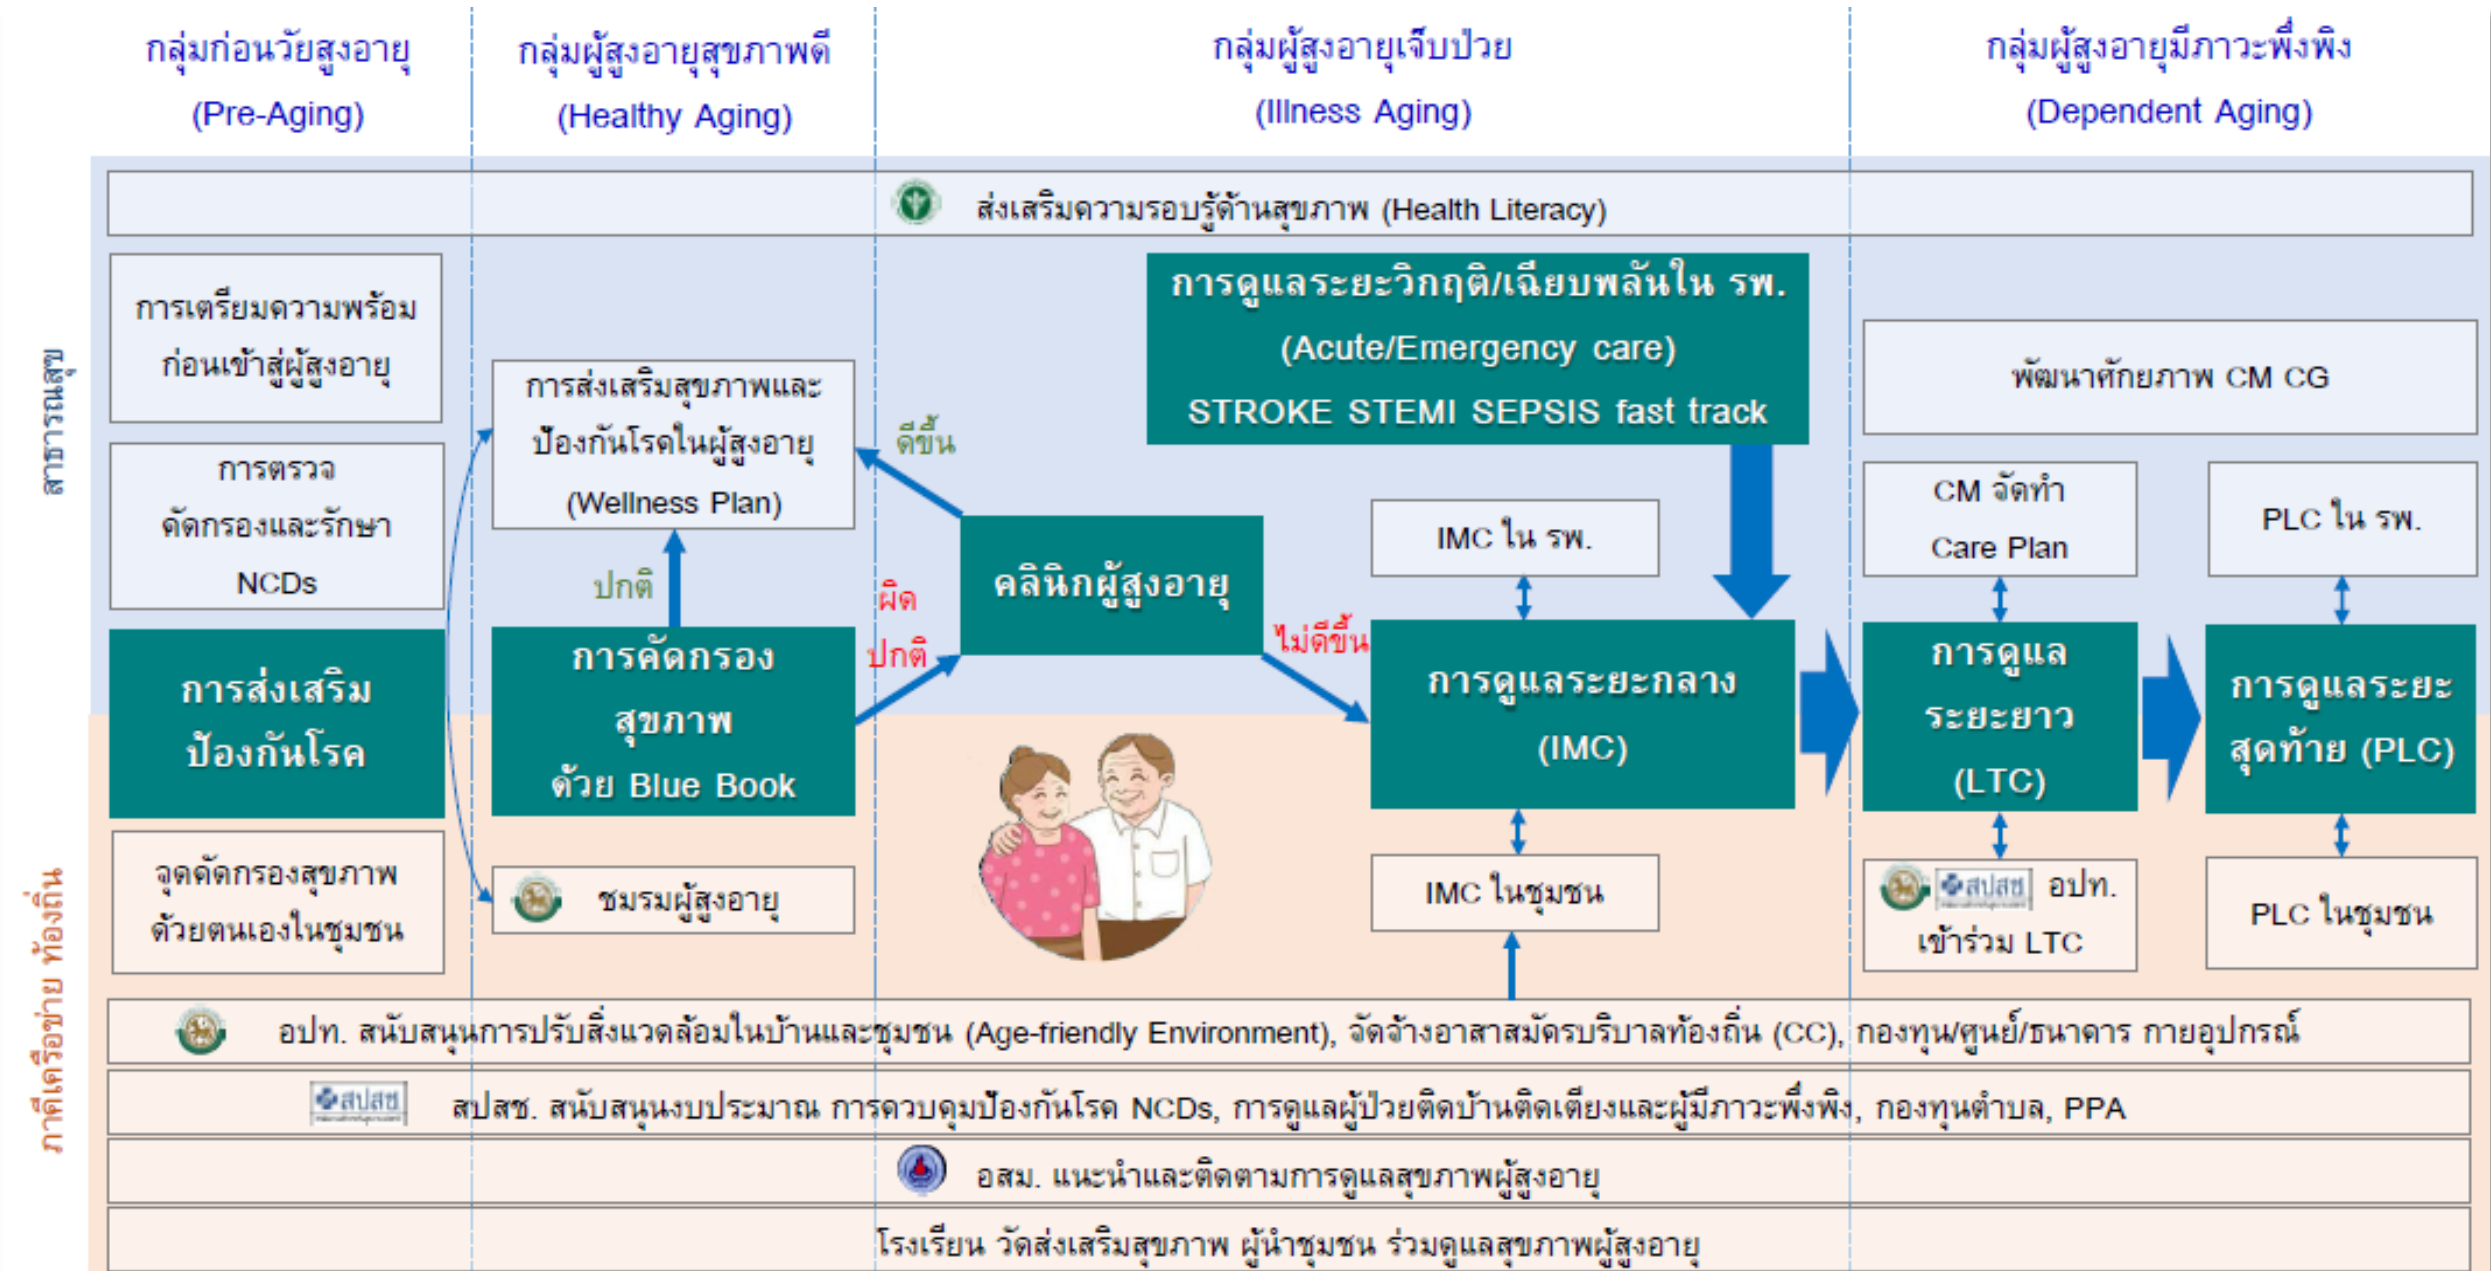 กลุ่มก่อนวัยสูงอายุ
(Pre-Aging)
กลุ่มผู้สูงอายุสุขภาพดี
(Healthy Aging)
กลุ่มผู้สูงอายุเจ็บป่วย
(Illness Aging)
กลุ่มผู้สูงอายุมีภาวะพึ่งพิง
(Dependent Aging)
สาธารณสุข
ส่งเสริมความรอบรู้ด้านสุขภาพ (Health Literacy)
การเตรียมความพร้อม
ก่อนเข้าสู่ผู้สูงอายุ
การตรวจ
คัดกรองและรักษา
NCDs
การส่งเสริม
ป้องกันโรค
จุดคัดกรองสุขภาพ
ด้วยตนเองในชุมชน
การส่งเสริมสุขภาพและ
ป้องกันโรคในผู้สูงอายุ
(Wellness Plan)
ปกติ
การคัดกรอง
สุขภาพ
ด้วย Blue Book
ชมรมผู้สูงอายุ
ดีขึ้น
ผิด
ปกติ
คลินิกผู้สูงอายุ
ไม่ดีขึ้น
การดูแลระยะวิกฤติ/เฉียบพลันใน รพ.
(Acute/Emergency care)
STROKE STEMI SEPSIS fast track
IMC ใน รพ.
การดูแลระยะกลาง
(IMC)
IMC ในชุมชน
พัฒนาศักยภาพ CM CG
CM จัดทำ
Care Plan
การดูแล
ระยะยาว
(LTC)
สปสช อปท.
เข้าร่วม LTC
PLC ใน รพ.
การดูแลระยะ
สุดท้าย (PLC)
PLC ในชุมชน
ภาคีเครือข่าย ท้องถิ่น
อปท. สนับสนุนการปรับสิ่งแวดล้อมในบ้านและชุมชน (Age-friendly Environment), จัดจ้างอาสาสมัครบริบาลท้องถิ่น (CC), กองทุน/ศูนย์/ธนาคาร กายอุปกรณ์
สปสช สปสช. สนับสนุนงบประมาณ การควบคุมป้องกันโรค NCDs, การดูแลผู้ป่วยติดบ้านติดเตียงและผู้มีภาวะพึ่งพิง, กองทุนตำบล, PPA
อสม. แนะนำและติดตามการดูแลสุขภาพผู้สูงอายุ
โรงเรียน วัดส่งเสริมสุขภาพ ผู้นำชุมชน ร่วมดูแลสุขภาพผู้สูงอายุ